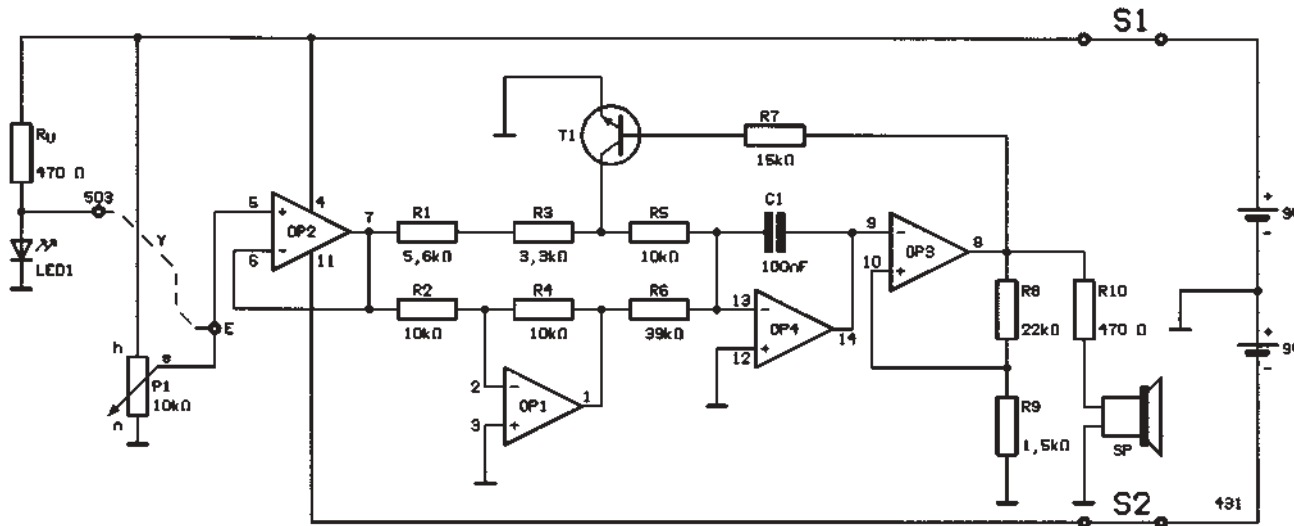 S1
R7
T1
15kΩ
RU
470 Ω
503
5
4
7
R1
R3
R5
C1
9
+
OP2
+
-
Y
-
6
11
5,6kΩ
3,3kΩ
10kΩ
100nF
-
OP3
8
10
+
LED1
R2
R4
R6
13
-
R8
R10
E
10kΩ
10kΩ
39kΩ
OP4
22kΩ
470 Ω
+
12
+
14
-
h
s
P1
10kΩ
n
2
-
OP1
1
3
+
R9
1,5kΩ
SP
S2
431